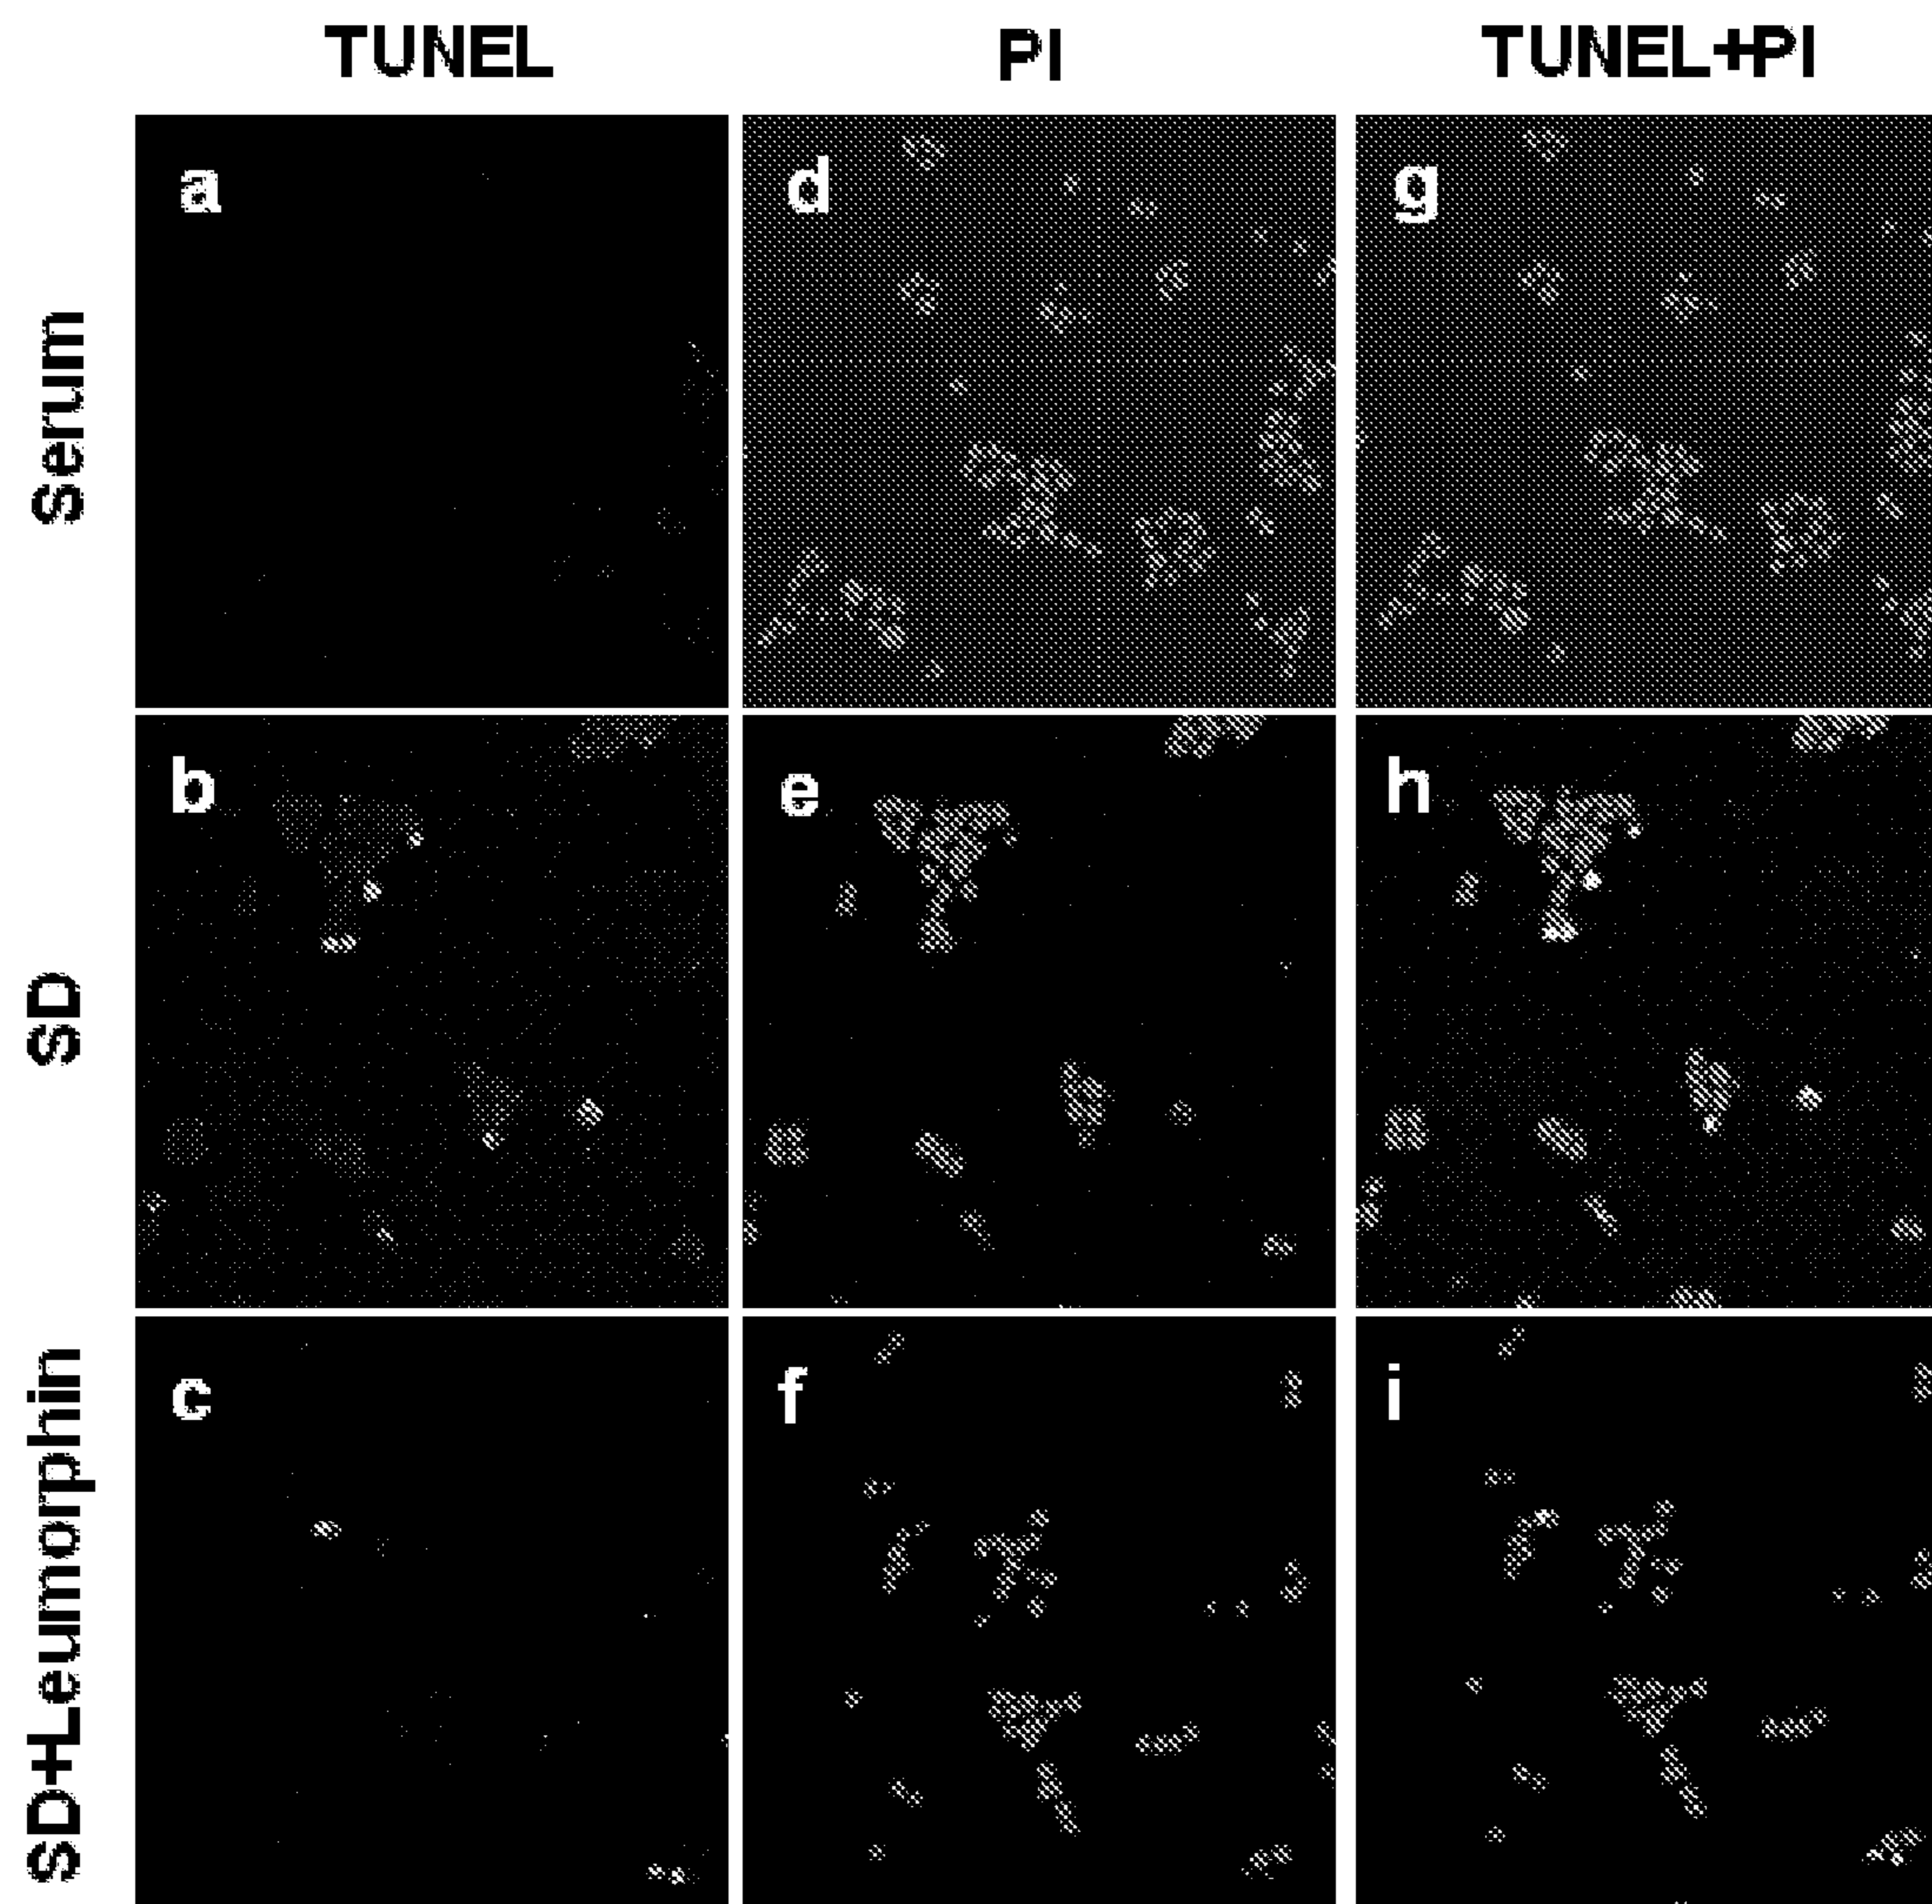 TUNEL PI TUNEL+PI
Serum
a d g
SD
b e h
SD+Leumorphin
c f i